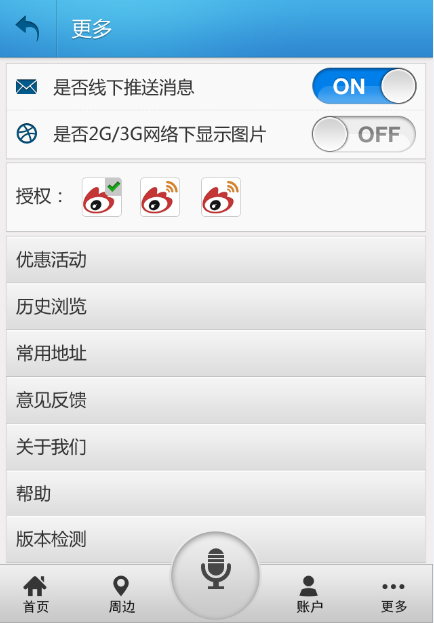 更多
是否线下推送消息 ON
是否2G/3G网络下显示图片 OFF
授权：
优惠活动
历史浏览
常用地址
意见反馈
关于我们
帮助
版本检测
首页 周边 账户 更多